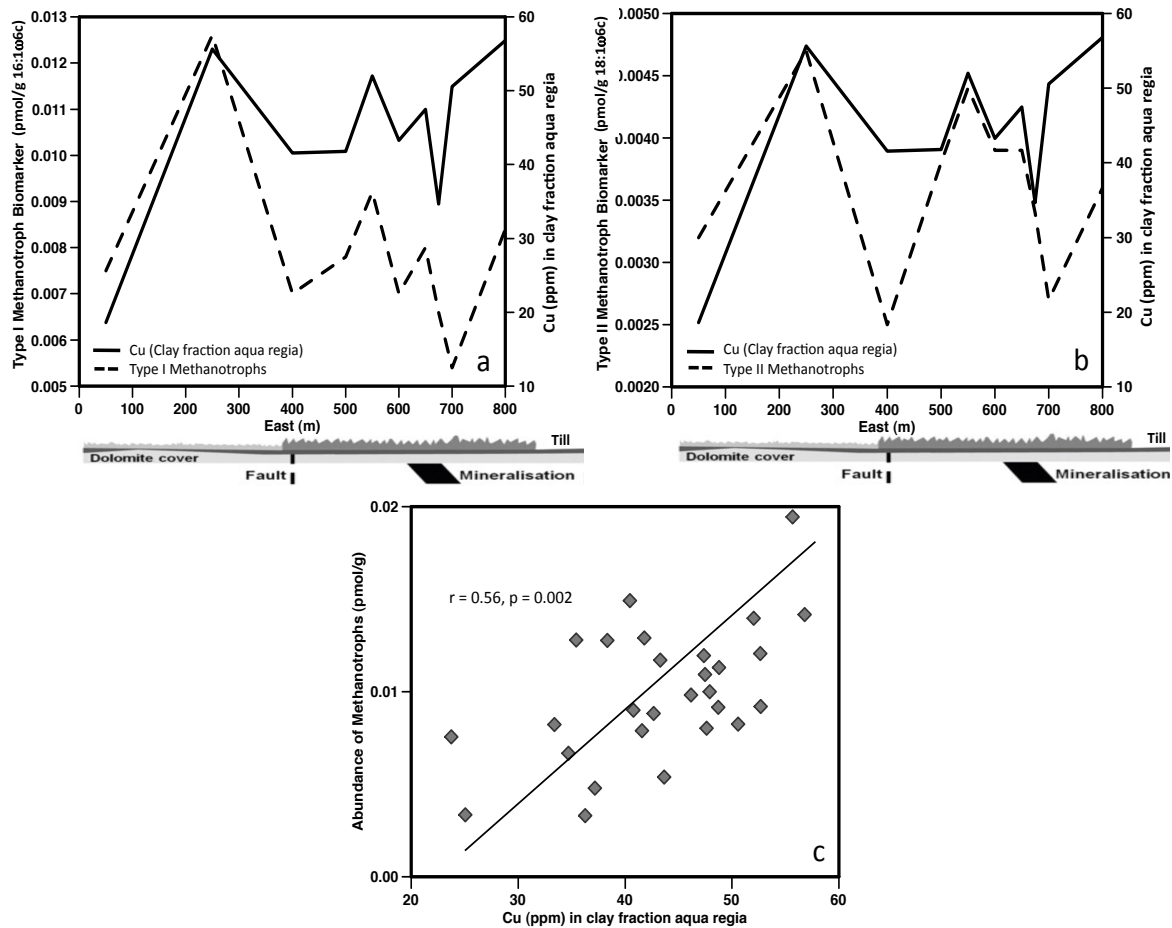 Type I Methanotroph Biomarker (pmol/g 16:1ω6c)
0.013
0.012
0.011
0.010
0.009
0.008
0.007
0.006
0.005
60
50
40
30
20
10
Cu (ppm) in clay fraction aqua regia
Cu (Clay fraction aqua regia)
Type I Methanotrophs
a
0 100 200 300 400 500 600 700 800
East (m)
Till
Dolomite cover
Fault
Mineralisation
Type II Methanotroph Biomarker (pmol/g 18:1ω6c)
0.0050
0.0045
0.0040
0.0035
0.0030
0.0025
0.0020
60
50
40
30
20
10
Cu (ppm) in clay fraction aqua regia
Cu (Clay fraction aqua regia)
Type II Methanotrophs
b
0 100 200 300 400 500 600 700 800
East (m)
Till
Dolomite cover
Fault
Mineralisation
Abundance of Methanotrophs (pmol/g)
0.02
0.01
0.00
r = 0.56, p = 0.002
c
20 30 40 50 60
Cu (ppm) in clay fraction aqua regia